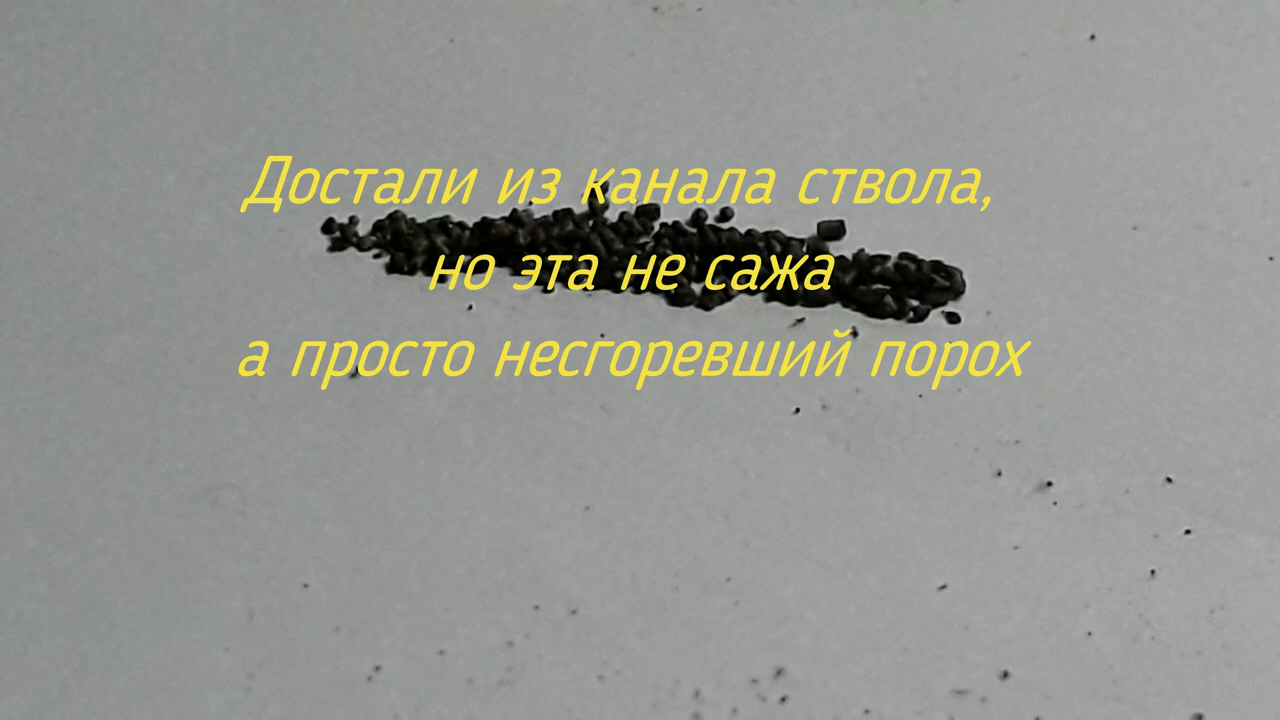 Достали из канала ствола,
но эта не сажа
а просто несгоревший порох